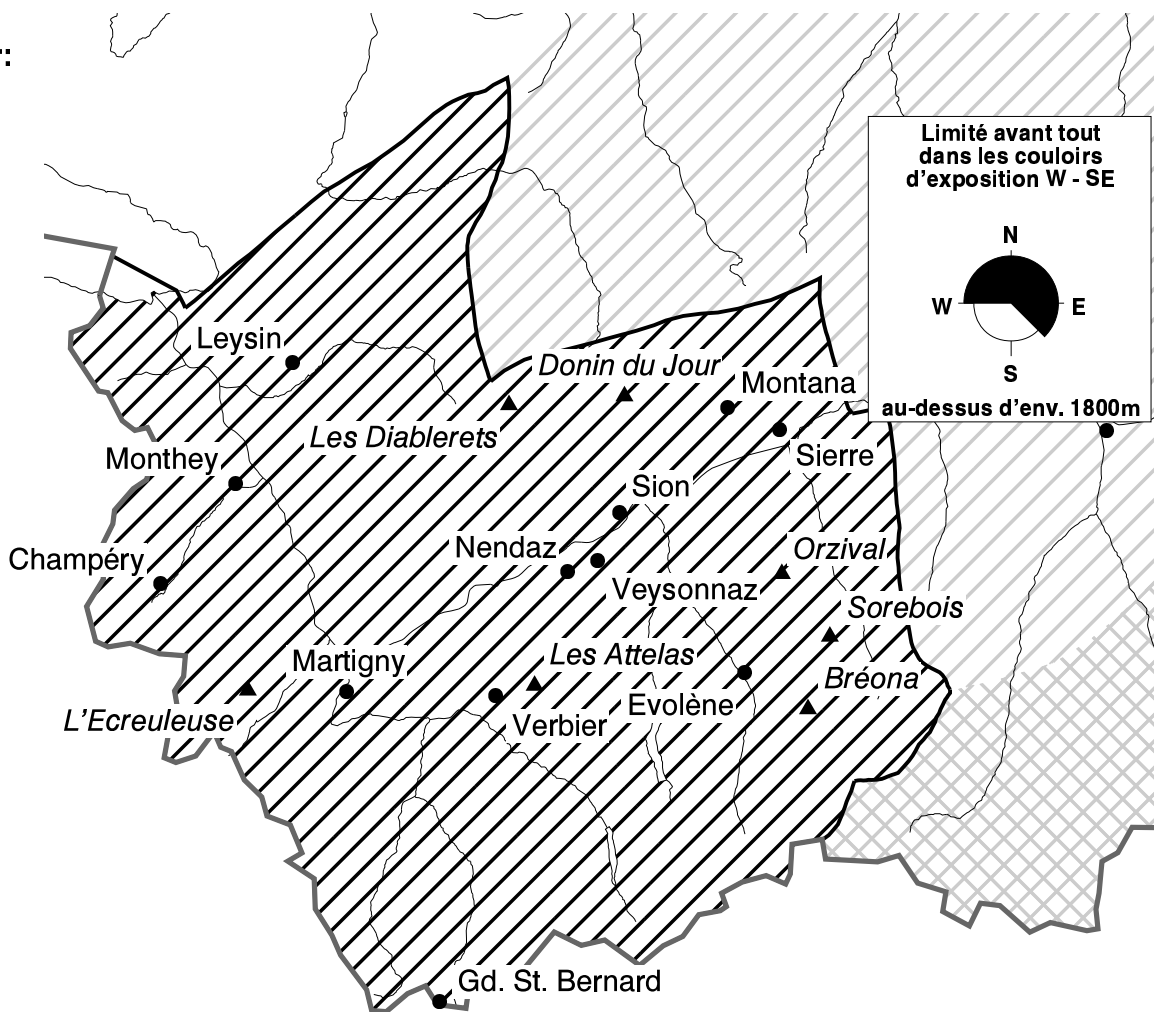 Limité avant tout
dans les couloirs
d'exposition W - SE
N
W
E
S
au-dessus d'env. 1800m
Leysin
Donin du Jour
Montana
Les Diablerets
Sierre
Monthey
Sion
Champéry
Nendaz
Orzival
Veysonnaz
Sorebois
Martigny
Les Attelas
Bréona
L'Ecreuleuse
Verbier
Evolène
Gd. St. Bernard